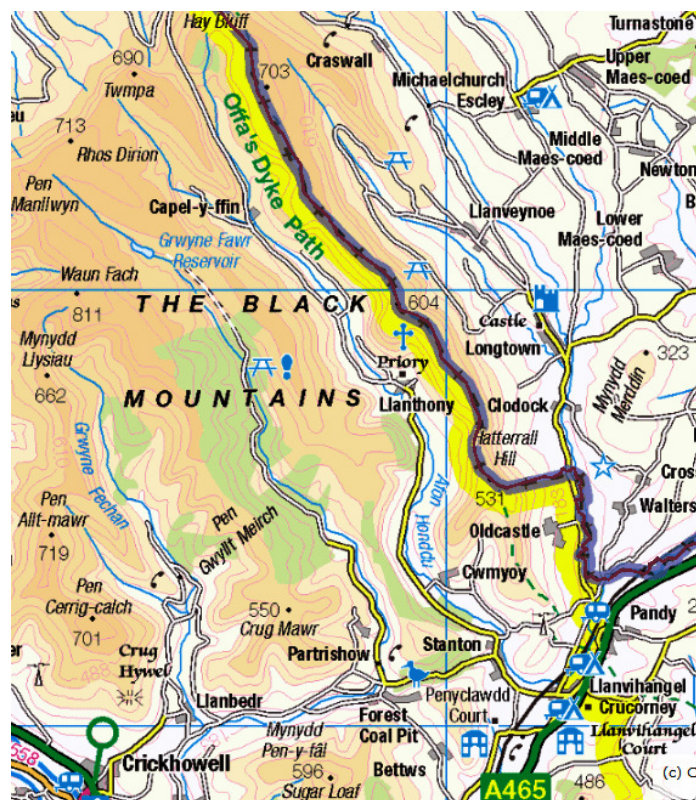 Hay Bluff
Turnastone
690
Twmpa
703
Craswall
Upper
Maes-coed
Michaelchurch
Escley
713
Rhos Dirion
Middle
Maes-coed
Newton
Pen
Manllwyn
Offa's Dyke Path
Capel-y-ffin
Llanveynoe
Lower
Maes-coed
Grwyne Fawr
Reservoir
Waun Fach
811
THE BLACK
MOUNTAINS
604
Castle
Longtown
Mynydd
Llysiau
662
323
Mynydd
Merddin
Priory
Llanthony
Clodock
Hatterrall
Hill
Grwyne
Fechan
Cros
Walters
531
Afon
Honddu
Oldcastle
Pen
Allt-mawr
719
Pen
Gwyllt Meirch
Cwmyoy
Pen
Cerrig-calch
701
550
Crug Mawr
Pandy
Crug
Hywel
488
Partrishow
Stanton
Llanbedr
Penyclawdd
Court
Llanvihangel
Crucorney
Forest
Coal Pit
Llanvihangel
Court
558
Crickhowell
Mynydd
Pen-y-fâl
596
Sugar Loaf
Bettws
A465
486
(c) O